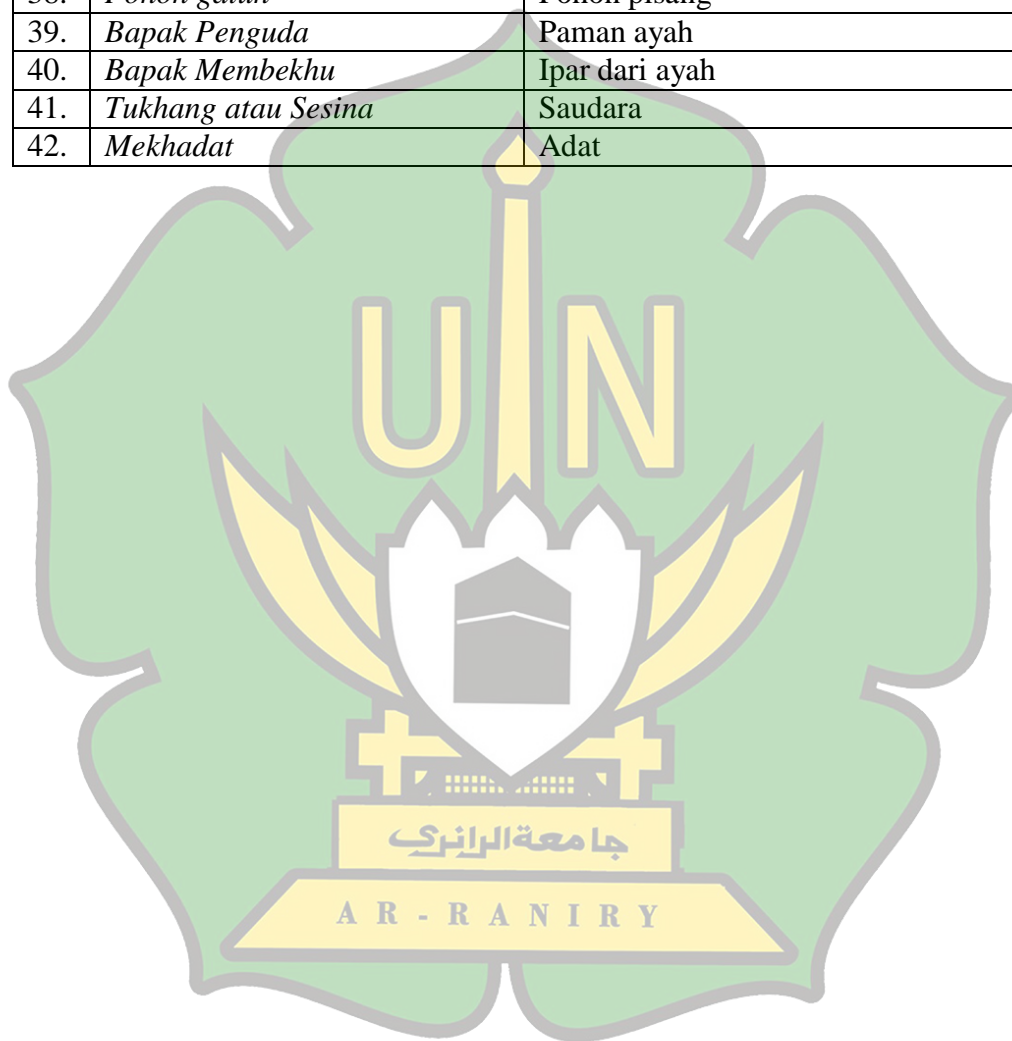 39. Bapak Penguda Paman ayah
40. Bapak Membekhu Ipar dari ayah
41. Tukhang atau Sesina Saudara
42. Mekhadat Adat
UIN
جامعةالرانري
AR-RANIRY